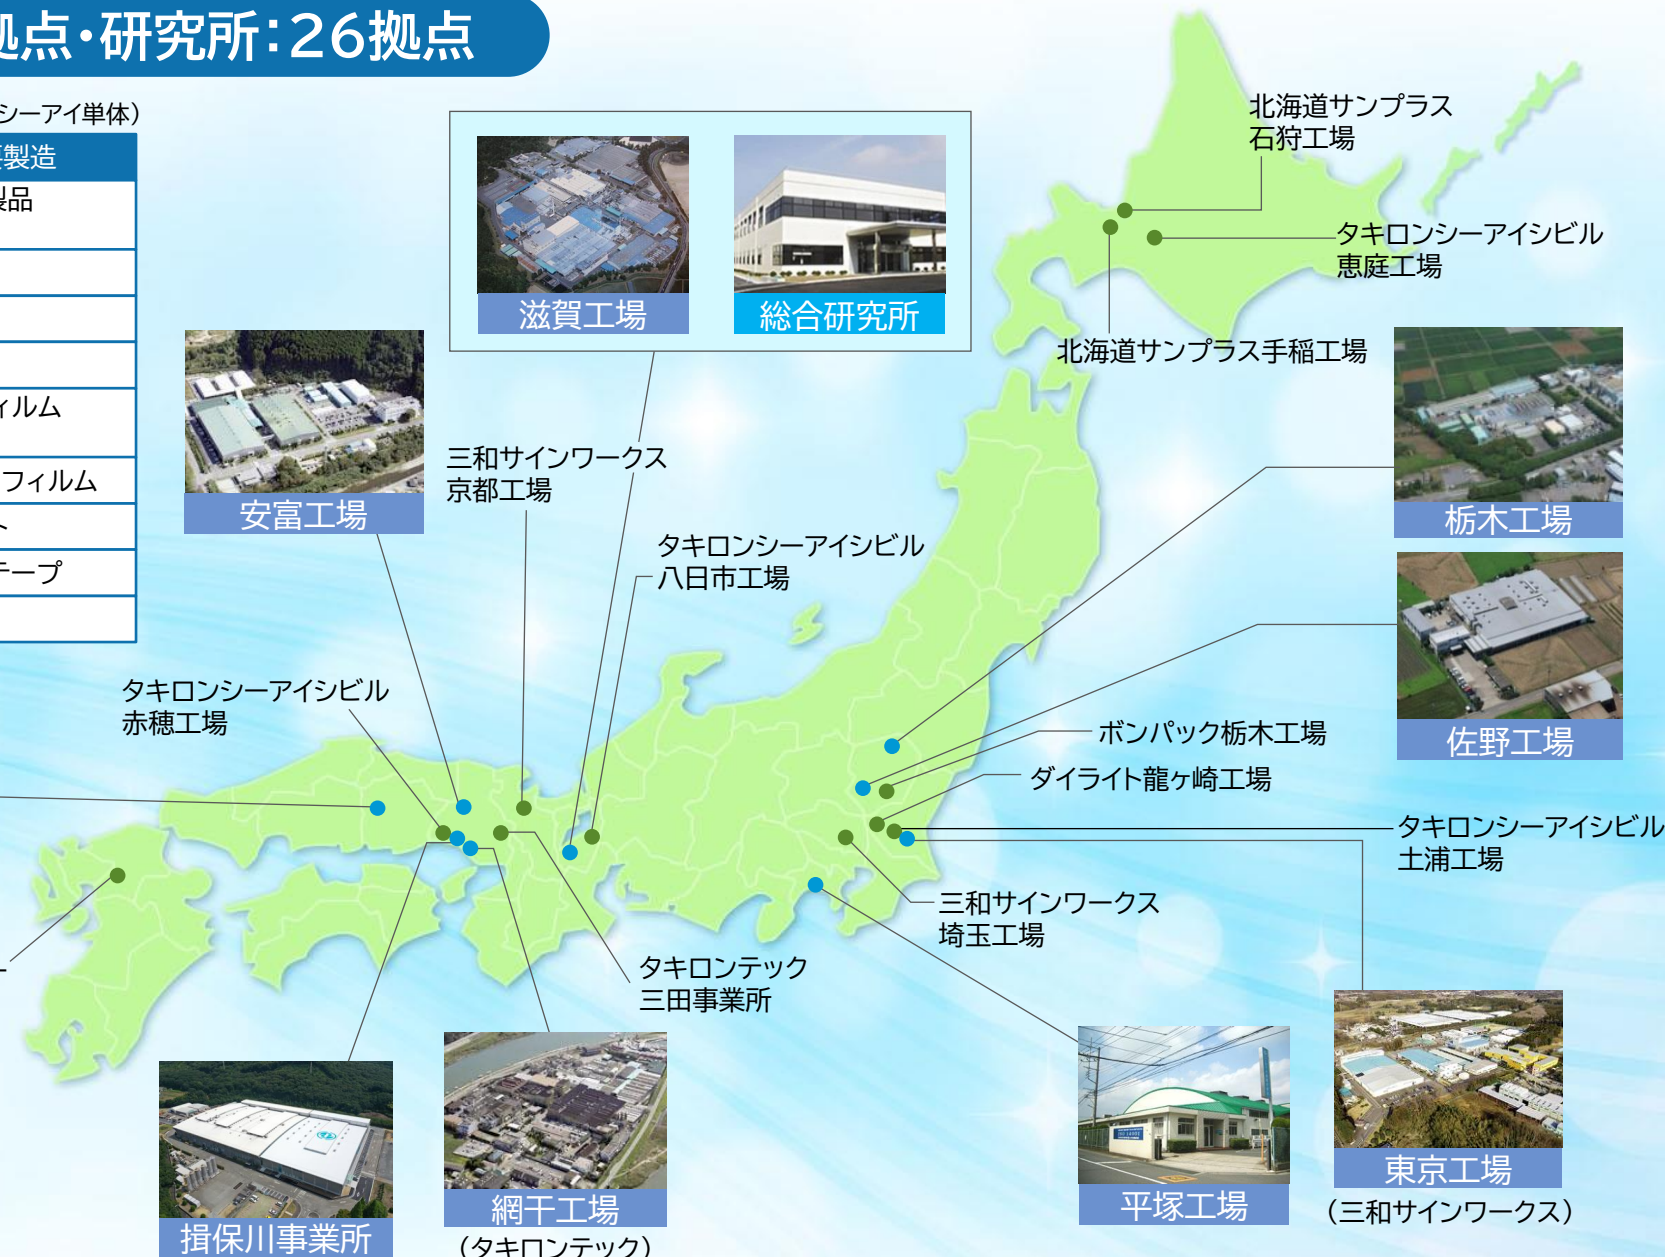 拠点・研究所：26拠点
シーアイ単体）
製造
製品
ィルム
フィルム
ト
テープ
滋賀工場
総合研究所
北海道サンプラス
石狩工場
タキロンシーアイシビル
恵庭工場
北海道サンプラス手稲工場
安富工場
三和サインワークス
京都工場
タキロンシーアイシビル
八日市工場
栃木工場
佐野工場
タキロンシーアイシビル
赤穂工場
ボンパック栃木工場
ダイライト龍ヶ崎工場
タキロンシーアイシビル
土浦工場
三和サインワークス
埼玉工場
タキロンテック
三田事業所
揖保川事業所
網干工場
（タキロンテック）
平塚工場
東京工場
（三和サインワークス）